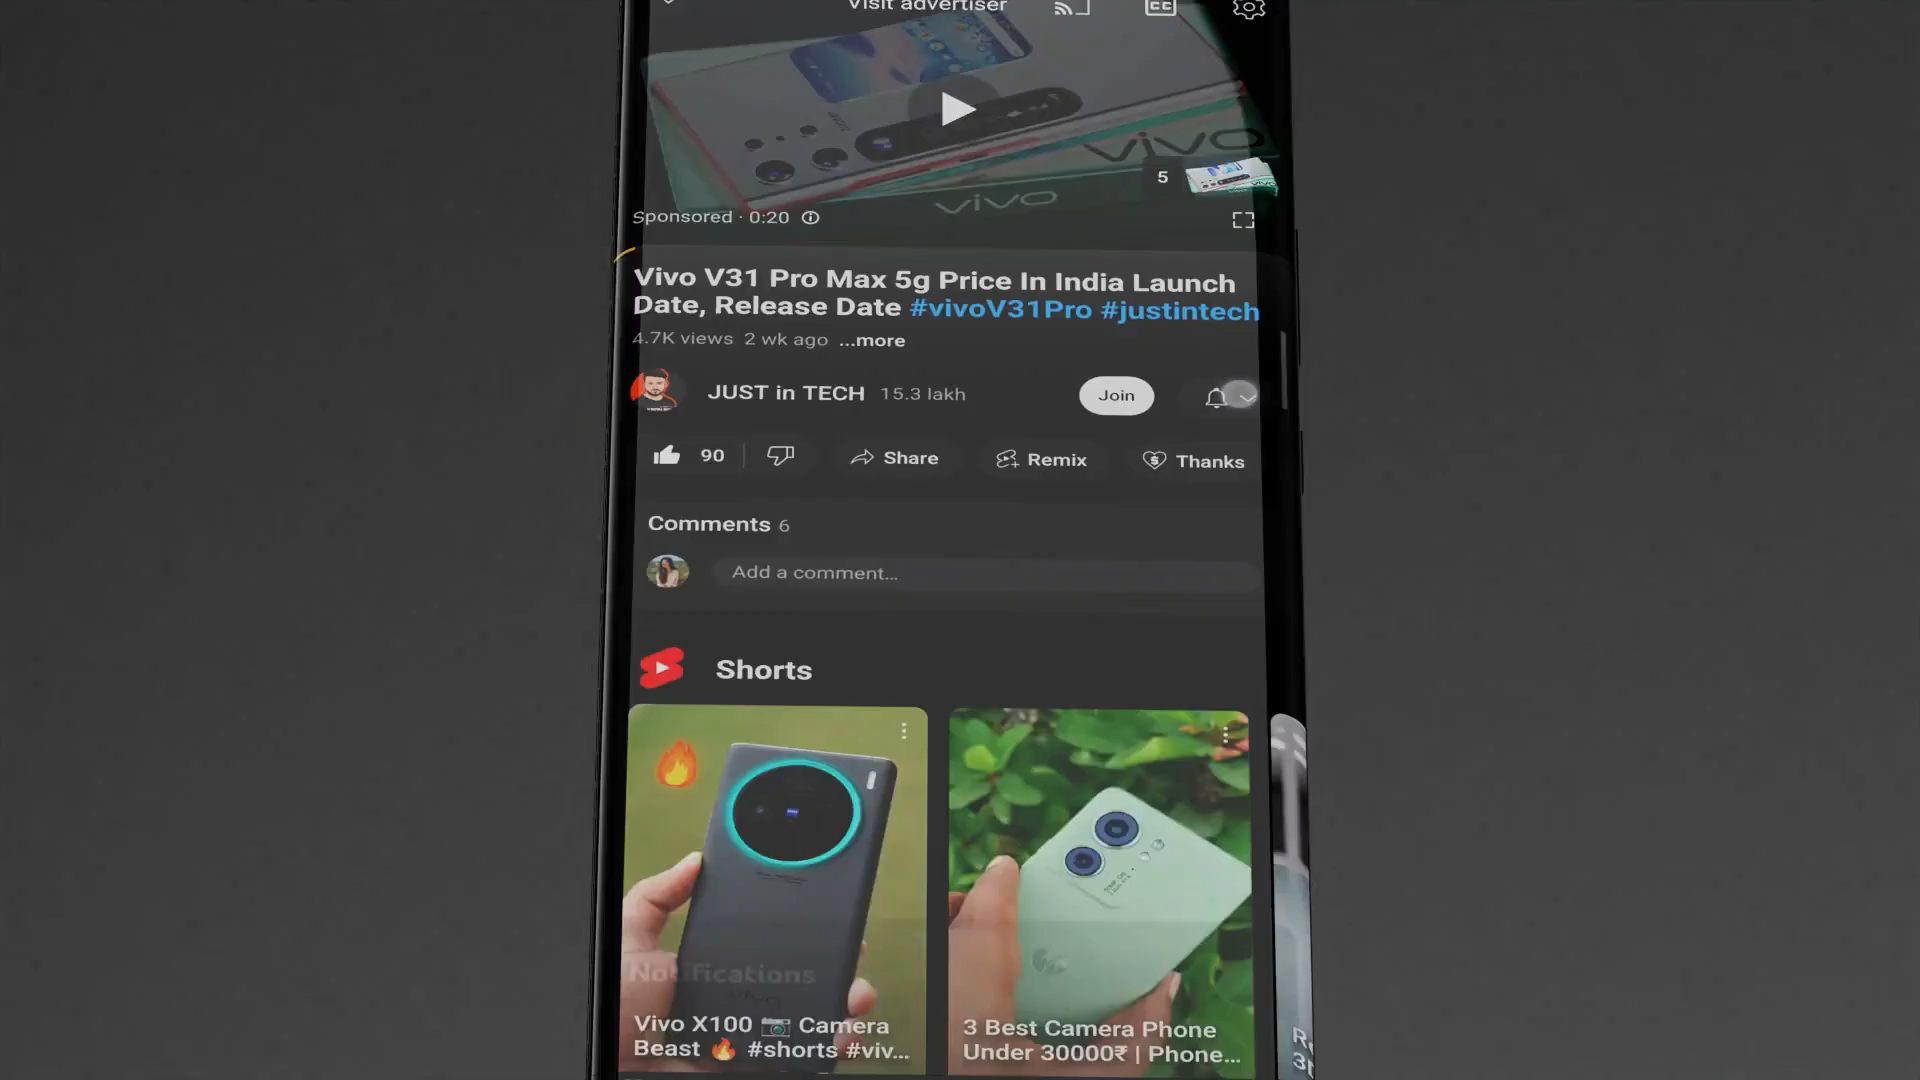 Visit advertiser
CC
vivo
5
vivo
Sponsored · 0:20
Vivo V31 Pro Max 5g Price In India Launch
Date, Release Date #vivoV31Pro #justintech
4.7K views 2 wk ago ...more
JUST in TECH 15.3 lakh
Join
90
Share
Remix
Thanks
Comments 6
Add a comment...
Shorts
Notifications
Vivo X100 📷 Camera
Beast 🔥 #shorts #viv...
3 Best Camera Phone
Under 30000₹ | Phone...